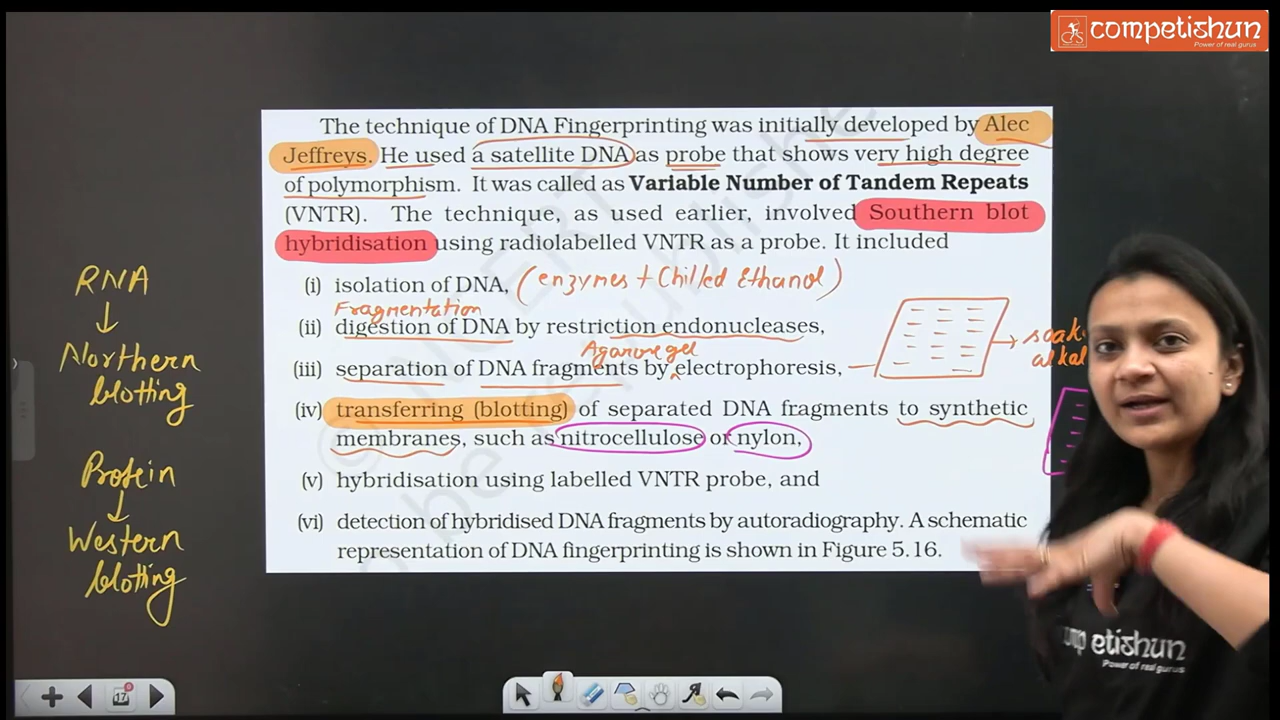 competishun
Power of real gurus
The technique of DNA Fingerprinting was initially developed by Alec
Jeffreys. He used a satellite DNA as probe that shows very high degree
of polymorphism. It was called as Variable Number of Tandem Repeats
(VNTR). The technique, as used earlier, involved Southern blot
hybridisation using radiolabelled VNTR as a probe. It included
(i) isolation of DNA, (enzymes + Chilled Ethanol)
Fragmentation
(ii) digestion of DNA by restriction endonucleases,
Agarose gel
(iii) separation of DNA fragments by electrophoresis,
(iv) transferring (blotting) of separated DNA fragments to synthetic
membranes, such as nitrocellulose or nylon,
(v) hybridisation using labelled VNTR probe, and
(vi) detection of hybridised DNA fragments by autoradiography. A schematic
representation of DNA fingerprinting is shown in Figure 5.16.
RNA
Northern
blotting
Protein
Western
blotting
soak
alkal
etishun
Power of real gurus
17